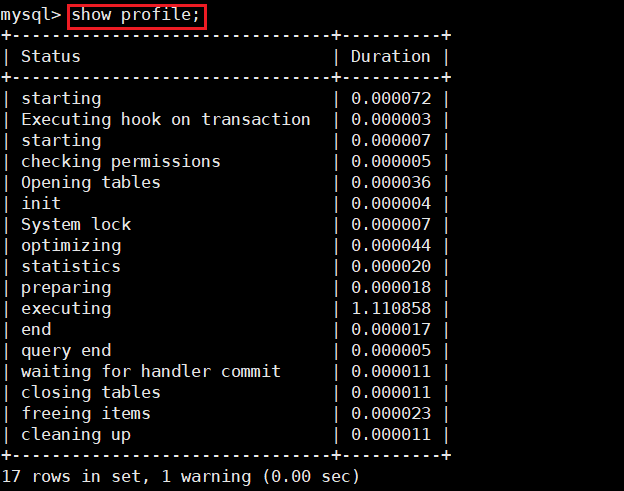 mysql> show profile;
+--------------------------------+----------+
| Status                         | Duration |
+--------------------------------+----------+
| starting                       | 0.000072 |
| Executing hook on transaction  | 0.000003 |
| starting                       | 0.000007 |
| checking permissions           | 0.000005 |
| Opening tables                 | 0.000036 |
| init                           | 0.000004 |
| System lock                    | 0.000007 |
| optimizing                     | 0.000044 |
| statistics                     | 0.000020 |
| preparing                      | 0.000018 |
| executing                      | 1.110858 |
| end                            | 0.000017 |
| query end                      | 0.000005 |
| waiting for handler commit     | 0.000011 |
| closing tables                 | 0.000011 |
| freeing items                  | 0.000023 |
| cleaning up                    | 0.000011 |
+--------------------------------+----------+
17 rows in set, 1 warning (0.00 sec)